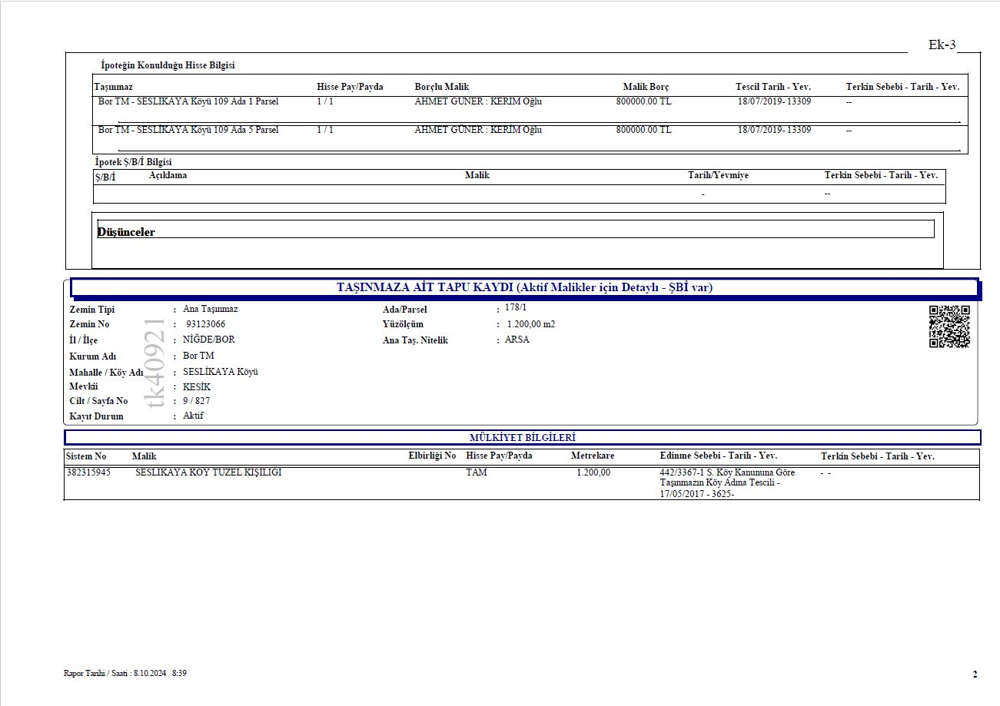 Ek-3
İpoteğin Konulduğu Hisse Bilgisi
Taşınmaz Hisse Pay/Payda Borçlu Malik Malik Borç Tescil Tarih - Yev. Terkin Sebebi - Tarih - Yev.
Bor TM - SESLİKAYA Köyü 109 Ada 1 Parsel 1 / 1 AHMET GÜNER : KERİM Oğlu 800000.00 TL 18/07/2019- 13309 --
Bor TM - SESLİKAYA Köyü 109 Ada 5 Parsel 1 / 1 AHMET GÜNER : KERİM Oğlu 800000.00 TL 18/07/2019- 13309 --
İpotek Ş/B/İ Bilgisi
Ş/B/İ Açıklama Malik Tarih/Yevmiye Terkin Sebebi - Tarih - Yev.
- --
Düşünceler
TAŞINMAZA AİT TAPU KAYDI (Aktif Malikler için Detaylı - ŞBİ var)
Zemin Tipi : Ana Taşınmaz Ada/Parsel : 178/1
Zemin No : 93123066 Yüzölçüm : 1.200,00 m2
İl / İlçe : NİĞDE/BOR Ana Taş. Nitelik : ARSA
Kurum Adı : Bor TM
Mahalle / Köy Adı : SESLİKAYA Köyü
Mevkii : KESİK
Cilt / Sayfa No : 9 / 827
Kayıt Durum : Aktif
tk40921
MÜLKİYET BİLGİLERİ
Sistem No Malik Elbirliği No Hisse Pay/Payda Metrekare Edinme Sebebi - Tarih - Yev. Terkin Sebebi - Tarih - Yev.
382315945 SESLİKAYA KÖY TÜZEL KİŞİLİĞİ TAM 1.200,00 442/3367-1 S. Köy Kanununa Göre - -
Taşınmazın Köy Adına Tescili -
17/05/2017 - 3625-
Rapor Tarihi / Saati : 8.10.2024 8:39
2